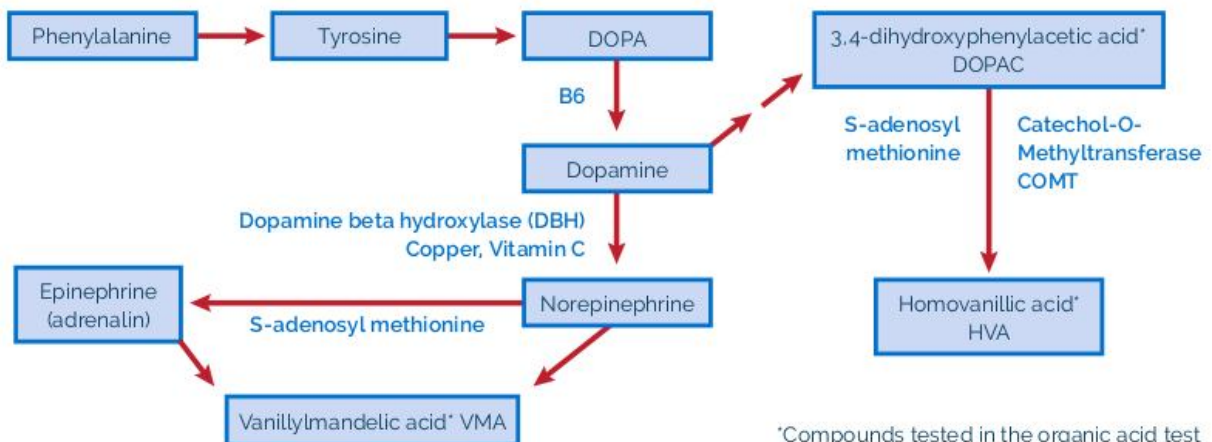 Phenylalanine
Tyrosine
DOPA
3,4-dihydroxyphenylacetic acid*
DOPAC
B6
S-adenosyl
methionine
Catechol-O-
Methyltransferase
COMT
Dopamine
Dopamine beta hydroxylase (DBH)
Copper, Vitamin C
Epinephrine
(adrenalin)
S-adenosyl methionine
Norepinephrine
Homovanillic acid*
HVA
Vanillylmandelic acid* VMA
*Compounds tested in the organic acid test